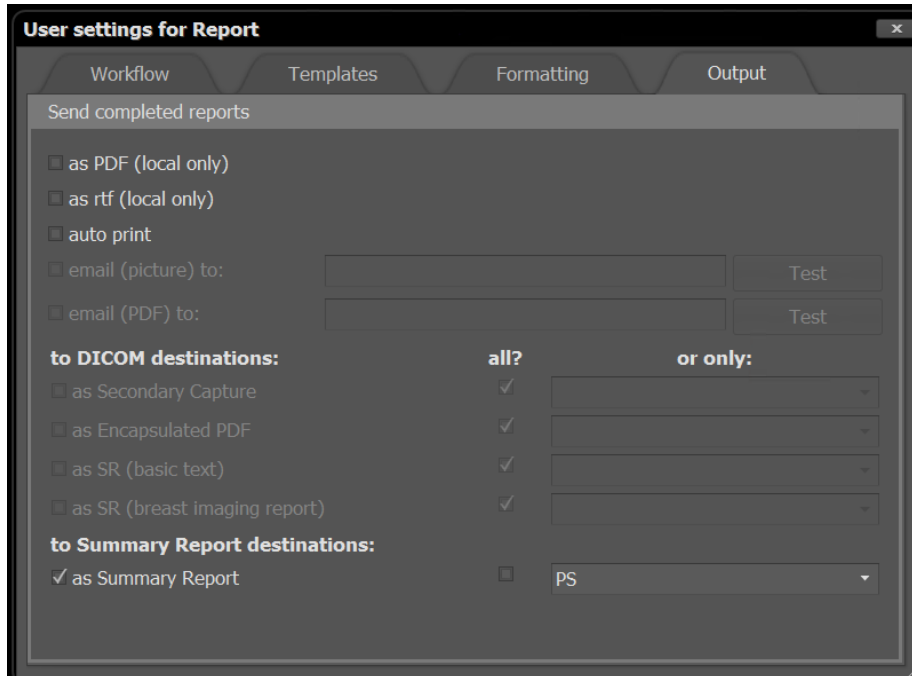 User settings for Report
Workflow Templates Formatting Output
Send completed reports
as PDF (local only)
as rtf (local only)
auto print
email (picture) to: Test
email (PDF) to: Test
to DICOM destinations: all? or only:
as Secondary Capture
as Encapsulated PDF
as SR (basic text)
as SR (breast imaging report)
to Summary Report destinations:
as Summary Report PS